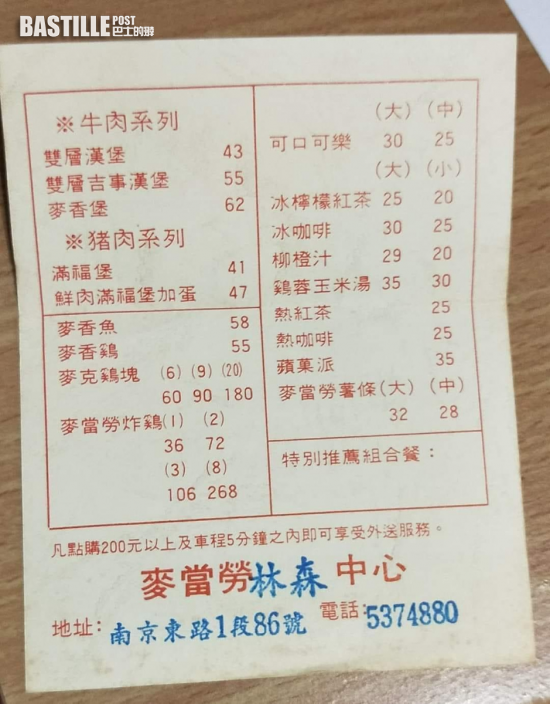 BASTILLE POST
巴士的報
※牛肉系列
雙層漢堡 43
雙層吉事漢堡 55
麥香堡 62
※猪肉系列
滿福堡 41
鮮肉滿福堡加蛋 47
麥香魚 58
麥香鷄 55
麥克鷄塊 (6) (9) (20)
60 90 180
麥當勞炸鷄(1) (2)
36 72
(3) (8)
106 268
(大) (中)
可口可樂 30 25
(大) (小)
冰檸檬紅茶 25 20
冰咖啡 30 25
柳橙汁 29 20
鷄蓉玉米湯 35 30
熱紅茶 25
熱咖啡 25
蘋菓派 35
麥當勞薯條(大) (中)
32 28
特別推薦組合餐：
凡點購200元以上及車程5分鐘之內即可享受外送服務。
麥當勞林森中心
地址: 南京東路1段86號 電話: 5374880